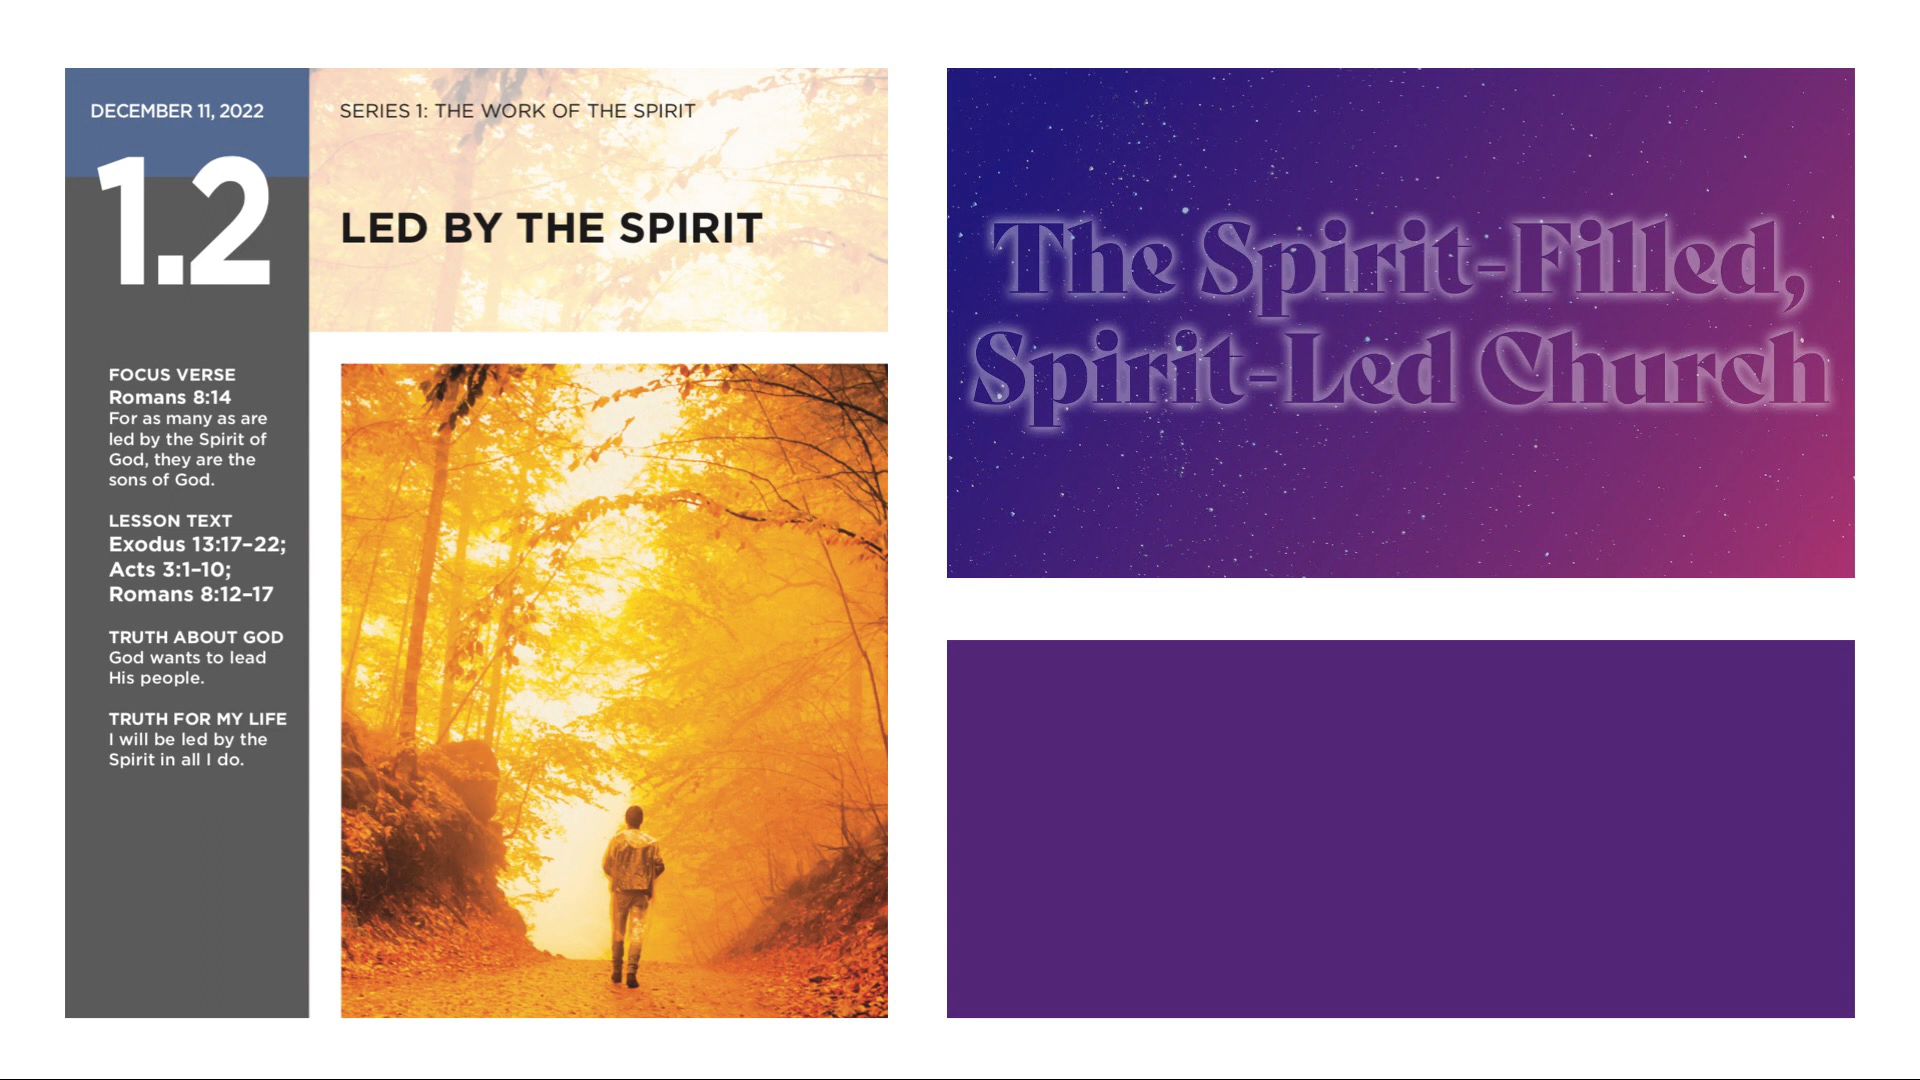 DECEMBER 11, 2022
1.2
SERIES 1: THE WORK OF THE SPIRIT
LED BY THE SPIRIT
FOCUS VERSE
Romans 8:14
For as many as are
led by the Spirit of
God, they are the
sons of God.
LESSON TEXT
Exodus 13:17–22;
Acts 3:1–10;
Romans 8:12–17
TRUTH ABOUT GOD
God wants to lead
His people.
TRUTH FOR MY LIFE
I will be led by the
Spirit in all I do.
The Spirit-Filled,
Spirit-Led Church